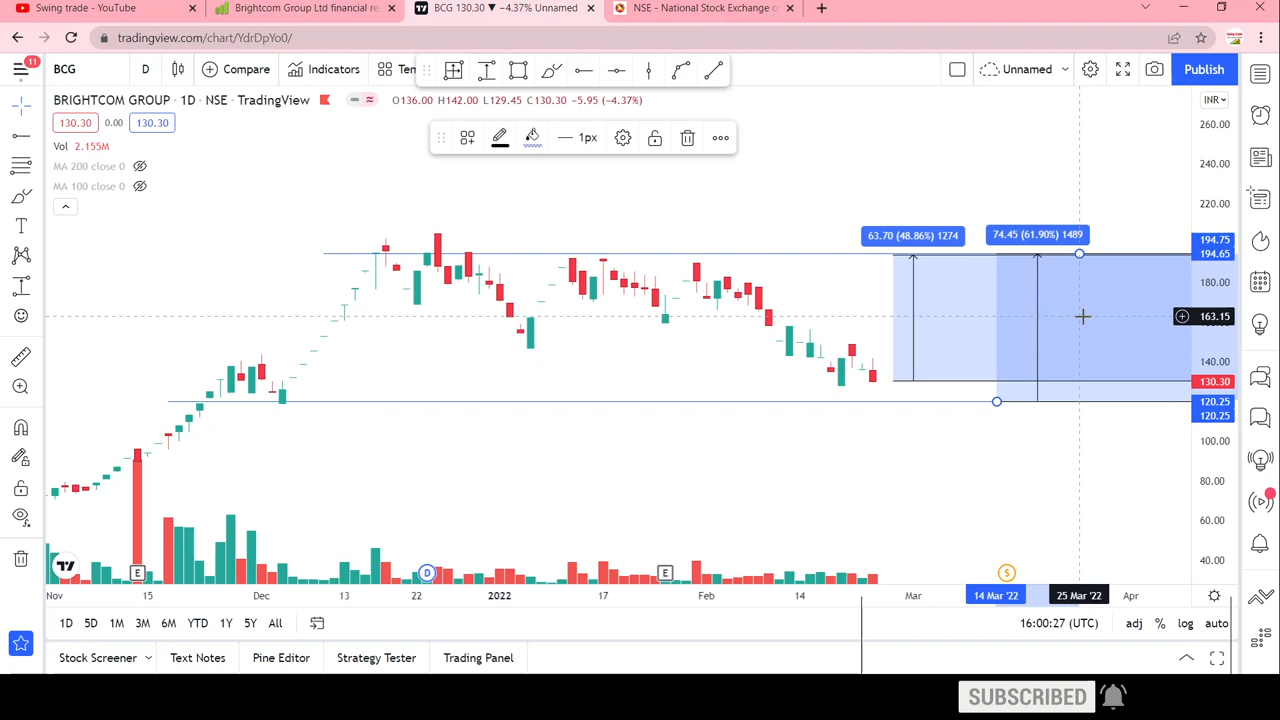 Swing trade - YouTube
Brightcom Group Ltd financial re
BCG 130.30 ▼ −4.37% Unnamed
NSE - National Stock Exchange o
tradingview.com/chart/YdrDpYo0/
11
BCG
D
Compare
Indicators
Tem
Unnamed
Publish
BRIGHTCOM GROUP · 1D · NSE · TradingView
O136.00 H142.00 L129.45 C130.30 −5.95 (−4.37%)
INR
130.30
0.00
130.30
1px
Vol 2.155M
MA 200 close 0
MA 100 close 0
63.70 (48.86%) 1274
74.45 (61.90%) 1489
260.00
240.00
220.00
194.75
194.65
180.00
163.15
140.00
130.30
120.25
120.25
100.00
80.00
60.00
40.00
E
D
E
S
Nov
15
Dec
13
22
2022
17
Feb
14
Mar
14 Mar '22
25 Mar '22
Apr
1D 5D 1M 3M 6M YTD 1Y 5Y All
16:00:27 (UTC)
adj % log auto
Stock Screener
Text Notes
Pine Editor
Strategy Tester
Trading Panel
SUBSCRIBED